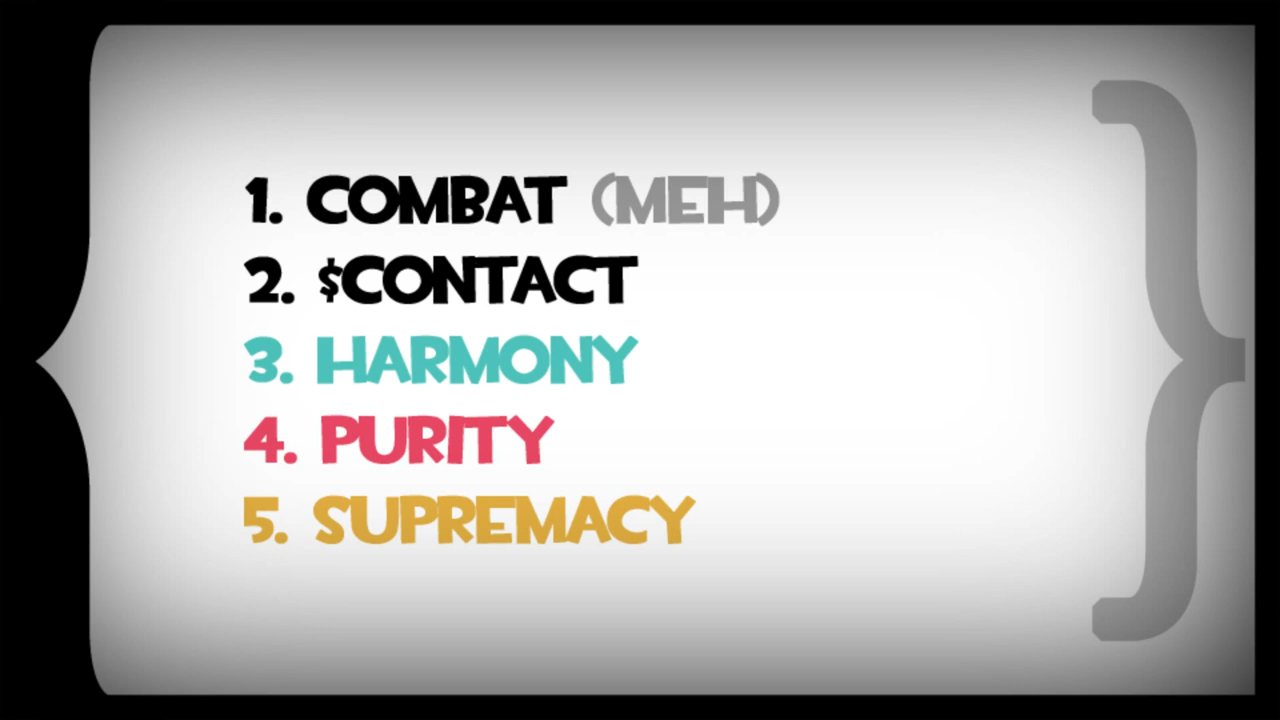 1. COMBAT (MEH)
2. $CONTACT
3. HARMONY
4. PURITY
5. SUPREMACY